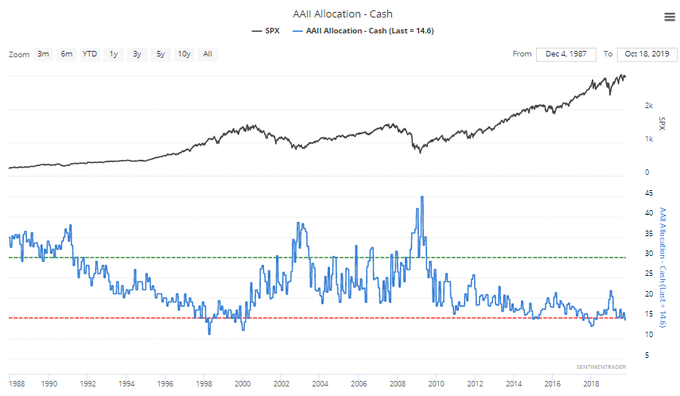 AAII Allocation - Cash
SPX AAII Allocation - Cash (Last = 14.6)
Zoom 3m 6m YTD 1y 3y 5y 10y All From Dec 4, 1987 To Oct 18, 2019
2k
1k
0
SPX
45
40
35
30
25
20
15
10
5
AAII Allocation - Cash (Last = 14.6)
SENTIMENTRADER
1988 1990 1992 1994 1996 1998 2000 2002 2004 2006 2008 2010 2012 2014 2016 2018